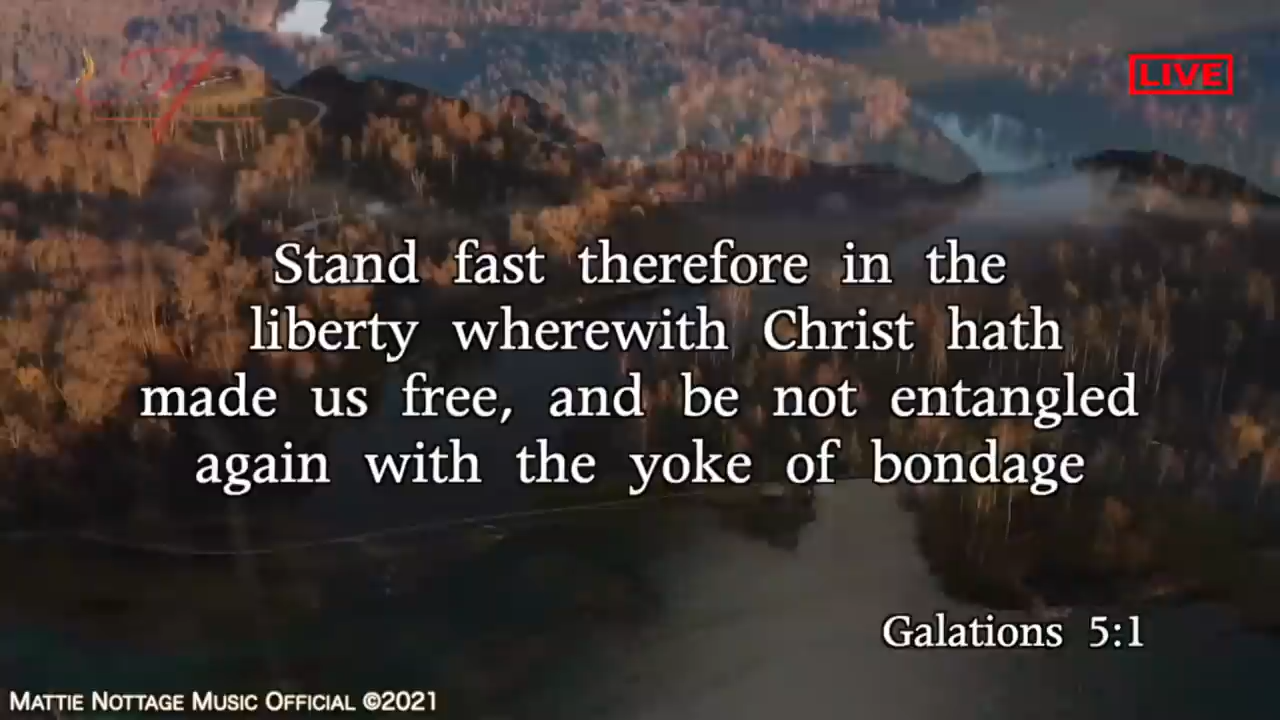 LIVE
Stand fast therefore in the
liberty wherewith Christ hath
made us free, and be not entangled
again with the yoke of bondage
Galations 5:1
MATTIE NOTTAGE MUSIC OFFICIAL ©2021